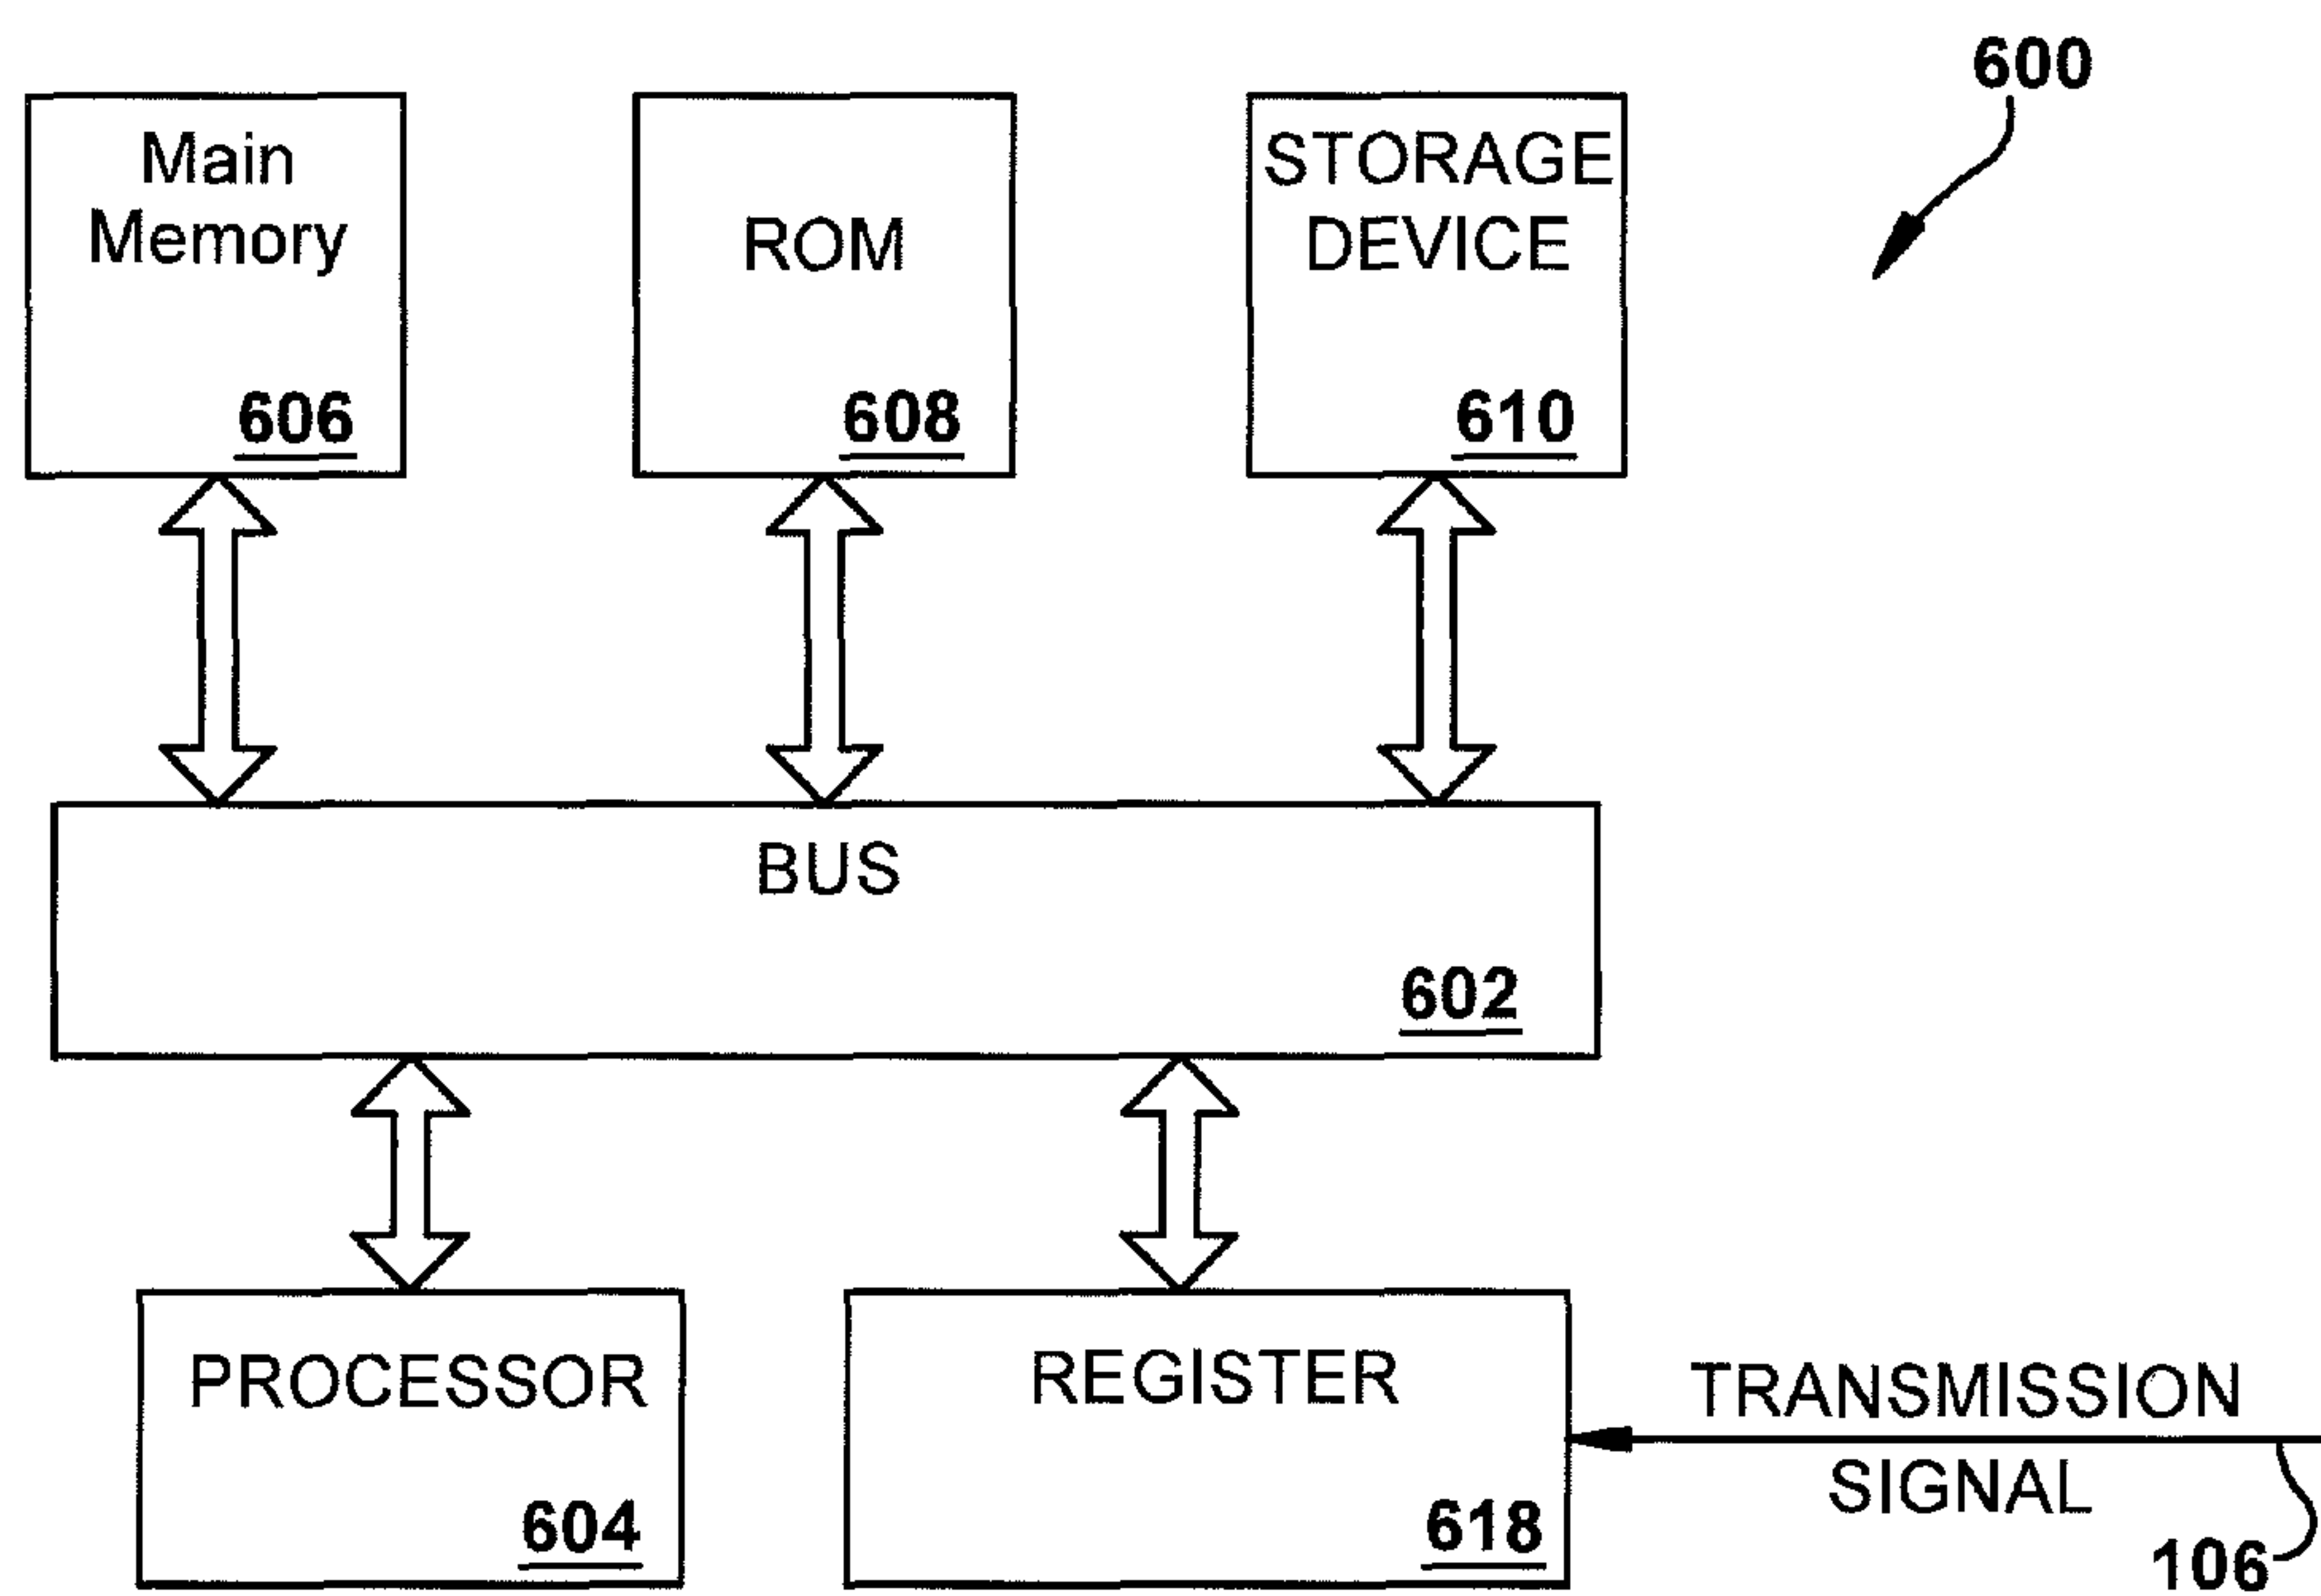 600
Main
Memory
606
ROM
608
STORAGE
DEVICE
610
BUS
602
PROCESSOR
604
REGISTER
618
TRANSMISSION
SIGNAL
106